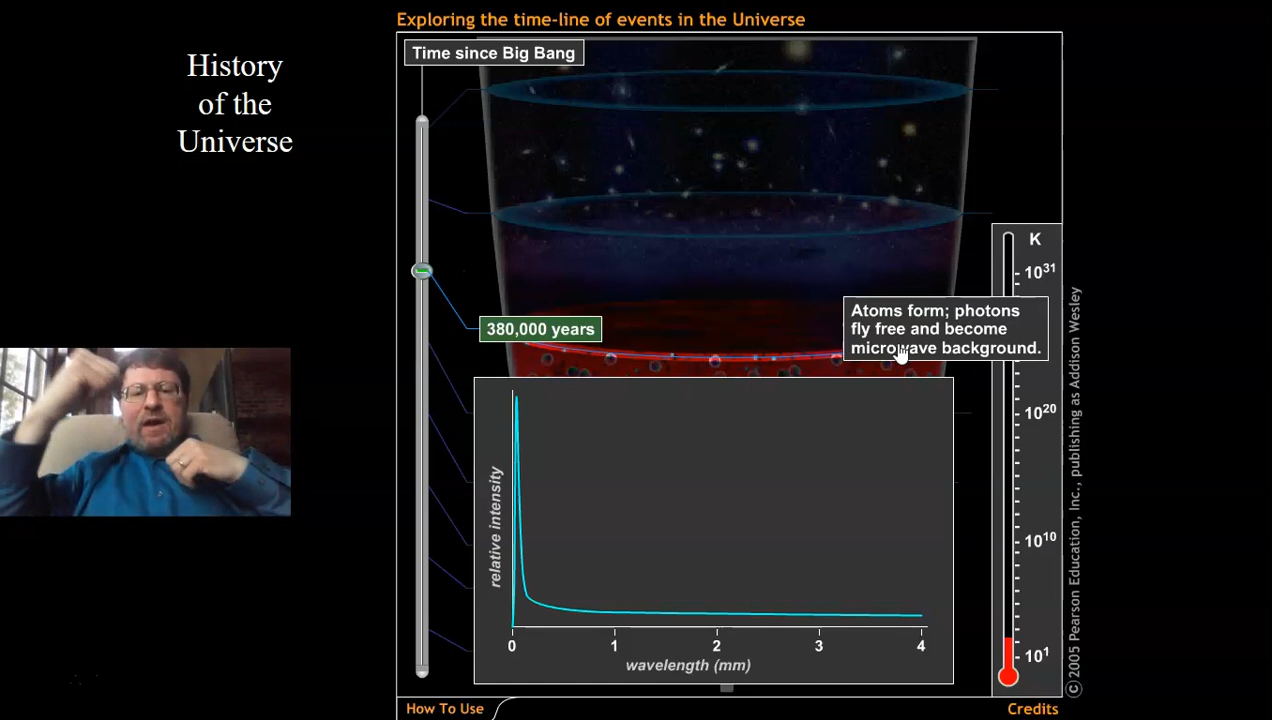 Exploring the time-line of events in the Universe
History
of the
Universe
Time since Big Bang
380,000 years
Atoms form; photons
fly free and become
microwave background.
K
10³¹
10²⁰
10¹⁰
10¹
relative intensity
0 1 2 3 4
wavelength (mm)
© 2005 Pearson Education, Inc., publishing as Addison Wesley
How To Use
Credits